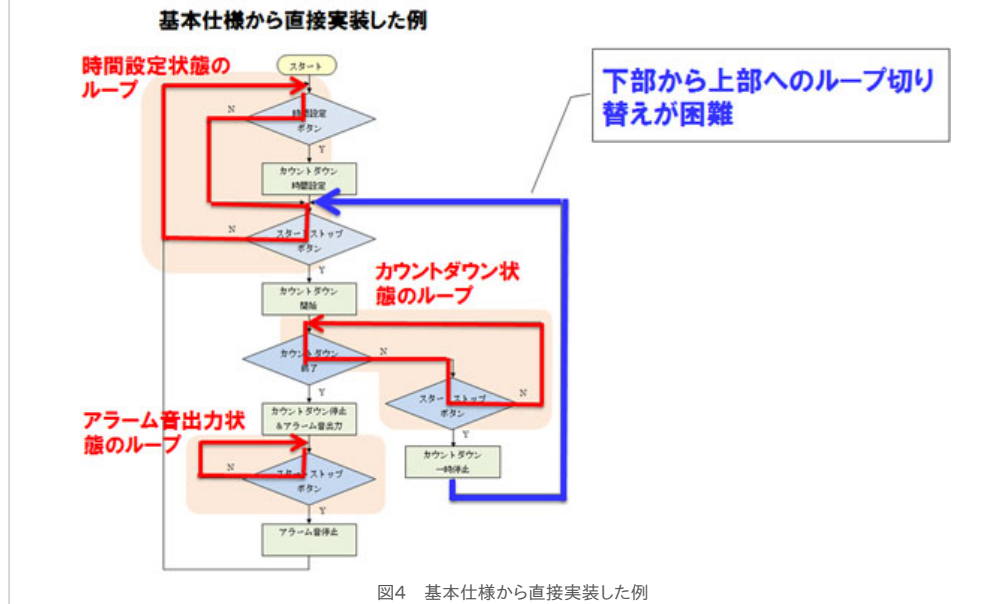 基本仕様から直接実装した例
時間設定状態の
ループ
スタート
下部から上部へのループ切り
替えが困難
時間設定
ボタン
N
Y
カウントダウン
時間設定
スタートストップ
ボタン
N
Y
カウントダウン状
態のループ
カウントダウン
開始
カウントダウン
終了
N
Y
スタートストップ
ボタン
N
Y
アラーム音出力状
態のループ
カウントダウン停止
&アラーム音出力
カウントダウン
一時停止
スタートストップ
ボタン
N
Y
アラーム音停止
図4 基本仕様から直接実装した例